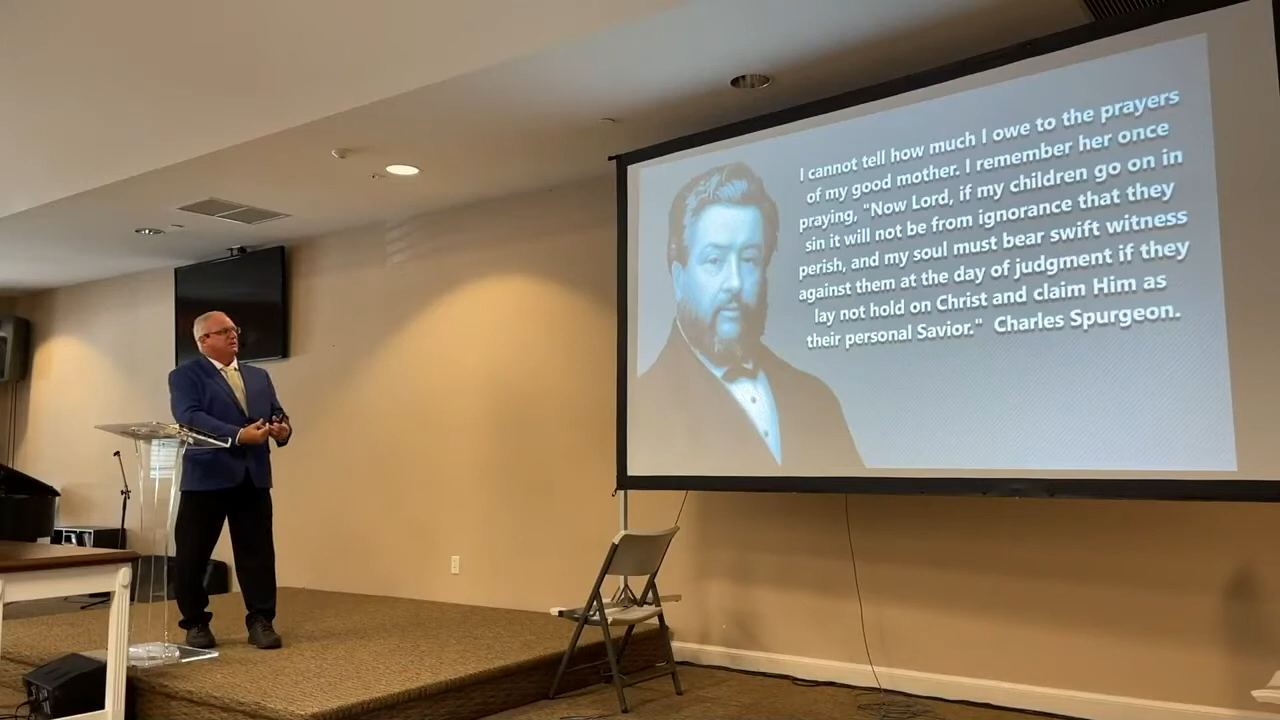 I cannot tell how much I owe to the prayers
of my good mother. I remember her once
praying, "Now Lord, if my children go on in
sin it will not be from ignorance that they
perish, and my soul must bear swift witness
against them at the day of judgment if they
lay not hold on Christ and claim Him as
their personal Savior." Charles Spurgeon.